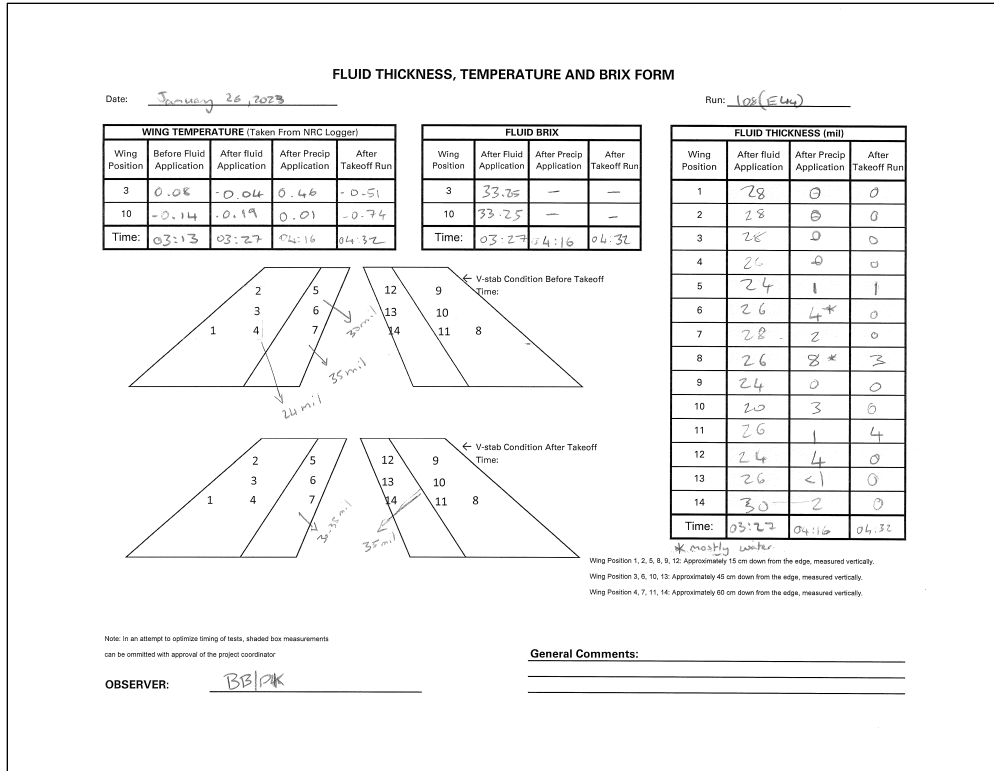 FLUID THICKNESS, TEMPERATURE AND BRIX FORM
Date: January 26, 2023
Run: 108(E44)
WING TEMPERATURE (Taken From NRC Logger)
Wing Position Before Fluid Application After fluid Application After Precip Application After Takeoff Run
3 0.08 -0.04 0.46 -0.51
10 -0.14 -0.19 0.01 -0.74
Time: 03:13 03:27 04:16 04:32
FLUID BRIX
Wing Position After Fluid Application After Precip Application After Takeoff Run
3 33.25 — —
10 33.25 — —
Time: 03:27 04:16 04:32
FLUID THICKNESS (mil)
Wing Position After fluid Application After Precip Application After Takeoff Run
1 28 0 0
2 28 0 0
3 28 0 0
4 26 0 0
5 24 1 1
6 26 4* 0
7 28 2 0
8 26 8* 3
9 24 0 0
10 20 3 0
11 26 1 4
12 24 4 0
13 26 <1 0
14 30 2 0
Time: 03:27 04:16 04:32
* mostly water.
← V-stab Condition Before Takeoff
Time:
2 5 12 9
3 6 13 10
1 4 7 14 11 8
30mil
35mil
24mil
← V-stab Condition After Takeoff
Time:
2 5 12 9
3 6 13 10
1 4 7 14 11 8
30-35mil
35mil
Wing Position 1, 2, 5, 8, 9, 12: Approximately 15 cm down from the edge, measured vertically.
Wing Position 3, 6, 10, 13: Approximately 45 cm down from the edge, measured vertically.
Wing Position 4, 7, 11, 14: Approximately 60 cm down from the edge, measured vertically.
Note: In an attempt to optimize timing of tests, shaded box measurements
can be ommitted with approval of the project coordinator
General Comments:
OBSERVER: BB/PK